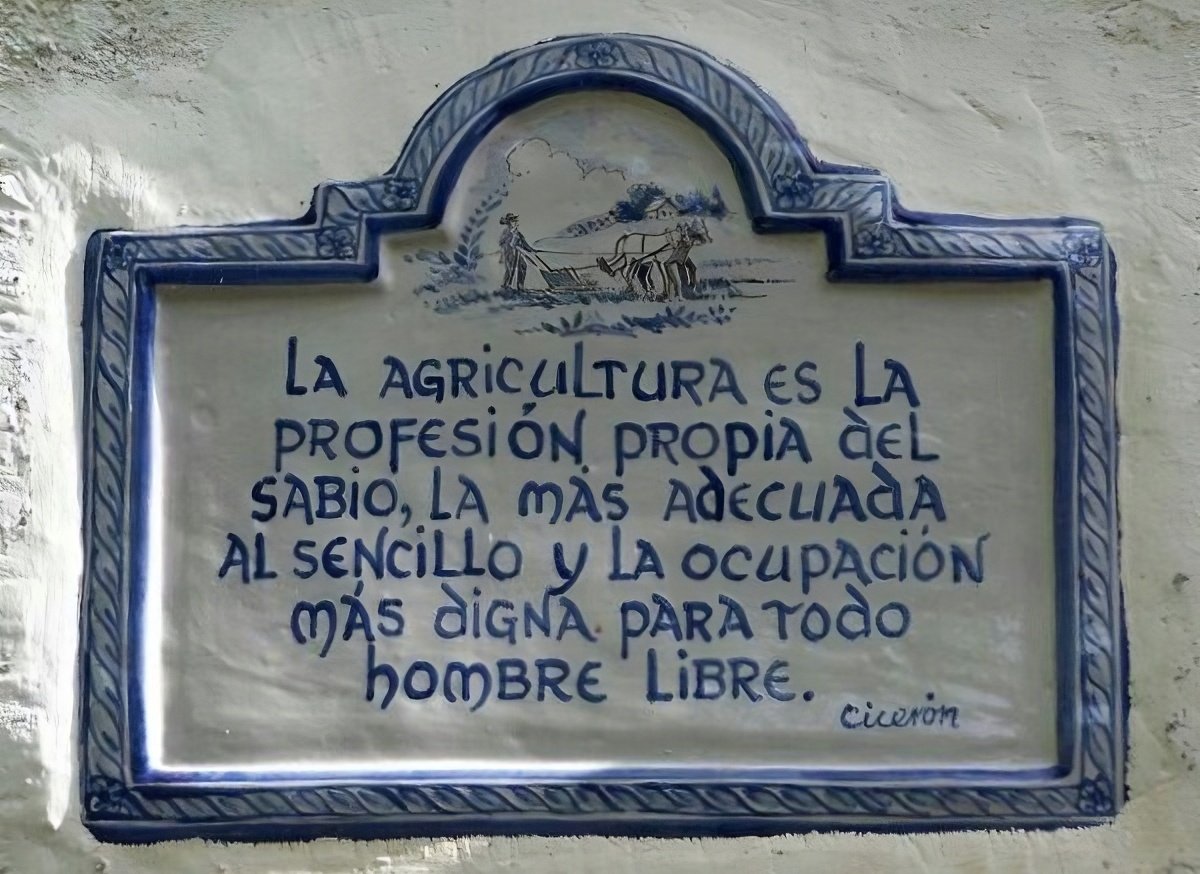 LA AGRICULTURA ES LA
PROFESIÓN PROPIA DEL
SABIO, LA MÁS ADECUADA
AL SENCILLO Y LA OCUPACIÓN
MÁS DIGNA PARA TODO
HOMBRE LIBRE.
Cicerón